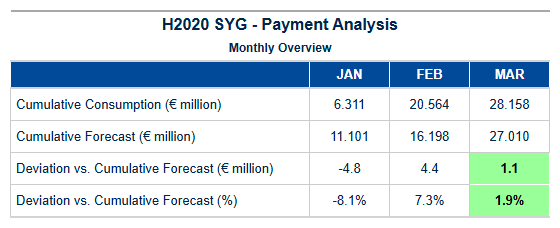 H2020 SYG - Payment Analysis
Monthly Overview
JAN FEB MAR
Cumulative Consumption (€ million) 6.311 20.564 28.158
Cumulative Forecast (€ million) 11.101 16.198 27.010
Deviation vs. Cumulative Forecast (€ million) -4.8 4.4 1.1
Deviation vs. Cumulative Forecast (%) -8.1% 7.3% 1.9%